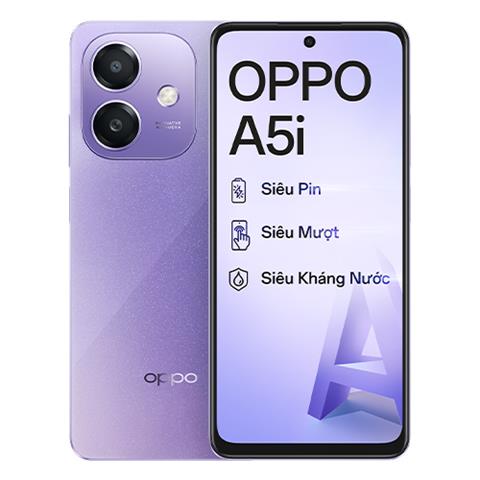 OPPO
A5i
Siêu Pin
Siêu Mượt
Siêu Kháng Nước
oppo